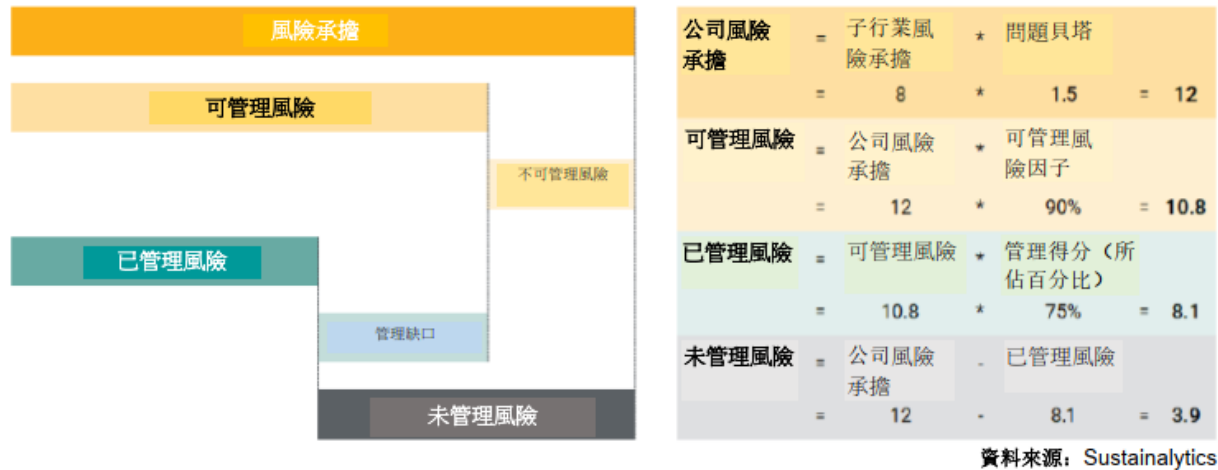 風險承擔
可管理風險
不可管理風險
已管理風險
管理缺口
未管理風險
公司風險承擔 = 子行業風險承擔 * 問題貝塔
= 8 * 1.5 = 12
可管理風險 = 公司風險承擔 * 可管理風險因子
= 12 * 90% = 10.8
已管理風險 = 可管理風險 * 管理得分（所佔百分比）
= 10.8 * 75% = 8.1
未管理風險 = 公司風險承擔 - 已管理風險
= 12 - 8.1 = 3.9
資料來源：Sustainalytics